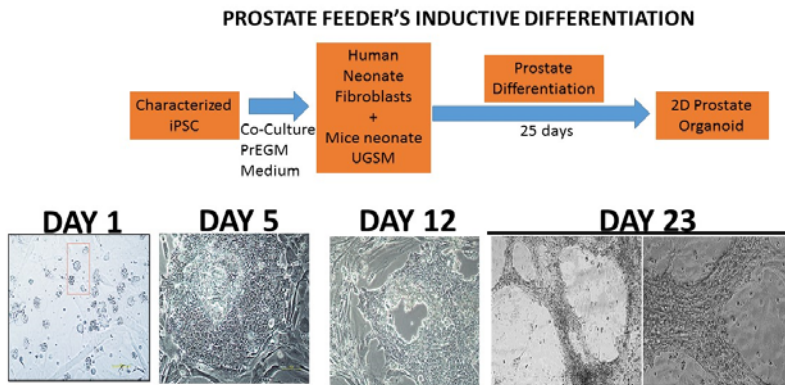 PROSTATE FEEDER'S INDUCTIVE DIFFERENTIATION
Characterized
iPSC
Co-Culture
PrEGM
Medium
Human
Neonate
Fibroblasts
+
Mice neonate
UGSM
Prostate
Differentiation
25 days
2D Prostate
Organoid
DAY 1
DAY 5
DAY 12
DAY 23